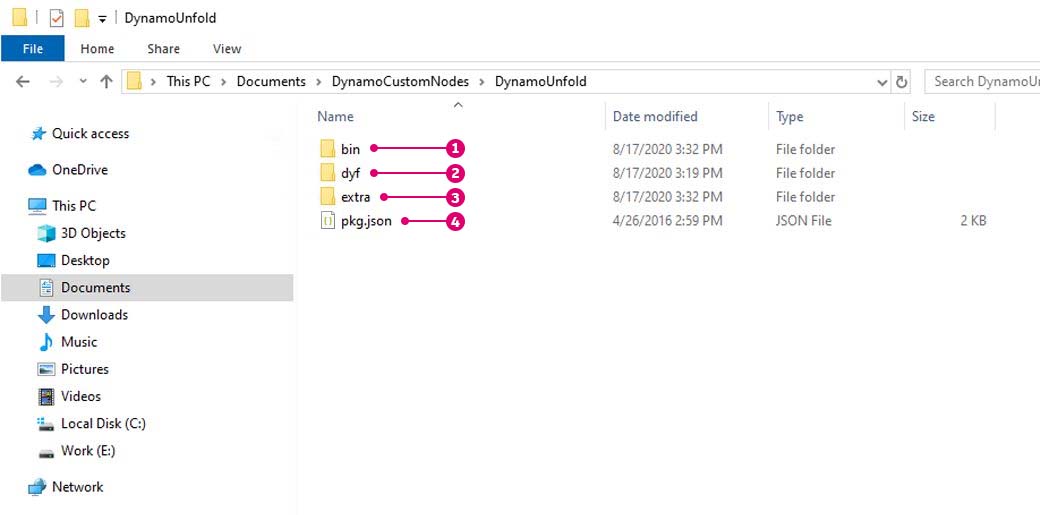 DynamoUnfold
File Home Share View
This PC Documents DynamoCustomNodes DynamoUnfold Search DynamoUn
Name Date modified Type Size
Quick access
OneDrive
This PC
3D Objects
Desktop
Documents
Downloads
Music
Pictures
Videos
Local Disk (C:)
Work (E:)
Network
bin 1 8/17/2020 3:32 PM File folder
dyf 2 8/17/2020 3:19 PM File folder
extra 3 8/17/2020 3:32 PM File folder
pkg.json 4 4/26/2016 2:59 PM JSON File 2 KB